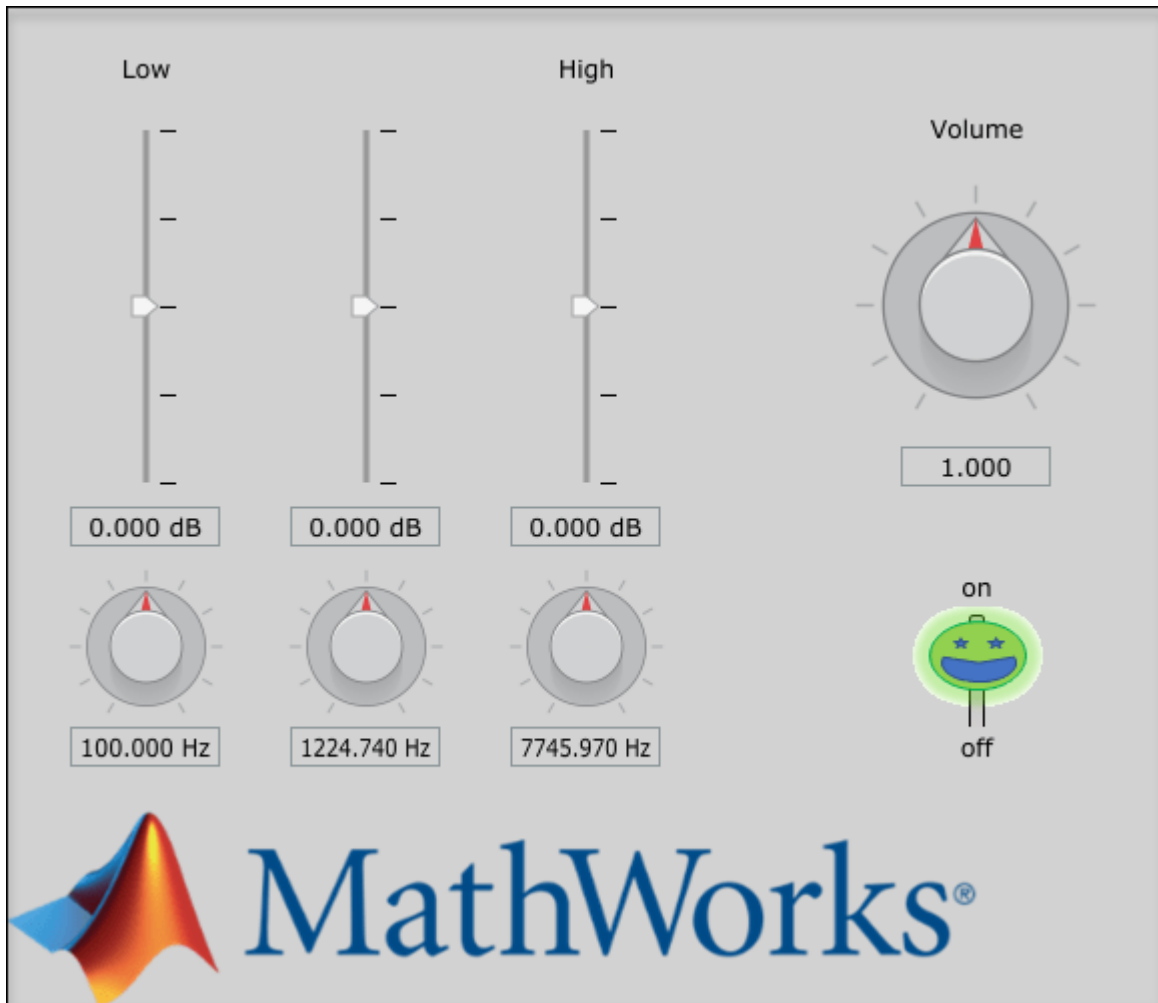 Low High
Volume
1.000
0.000 dB 0.000 dB 0.000 dB
on
100.000 Hz 1224.740 Hz 7745.970 Hz
off
MathWorks®